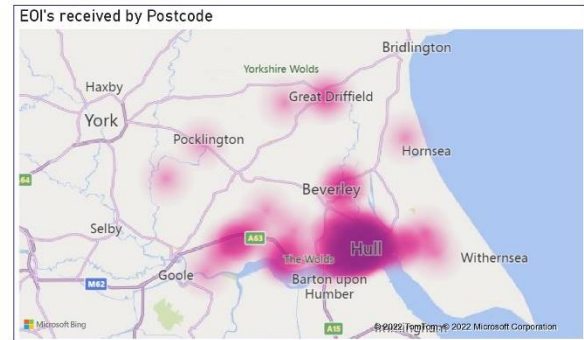 EOI's received by Postcode
Bridlington
Yorkshire Wolds
Haxby
Great Driffield
York
Pocklington
Hornsea
64
Beverley
Selby
A63
Hull
The Wolds
Withernsea
Goole
M62
Barton upon
Humber
A15
Microsoft Bing
© 2022 TomTom, © 2022 Microsoft Corporation